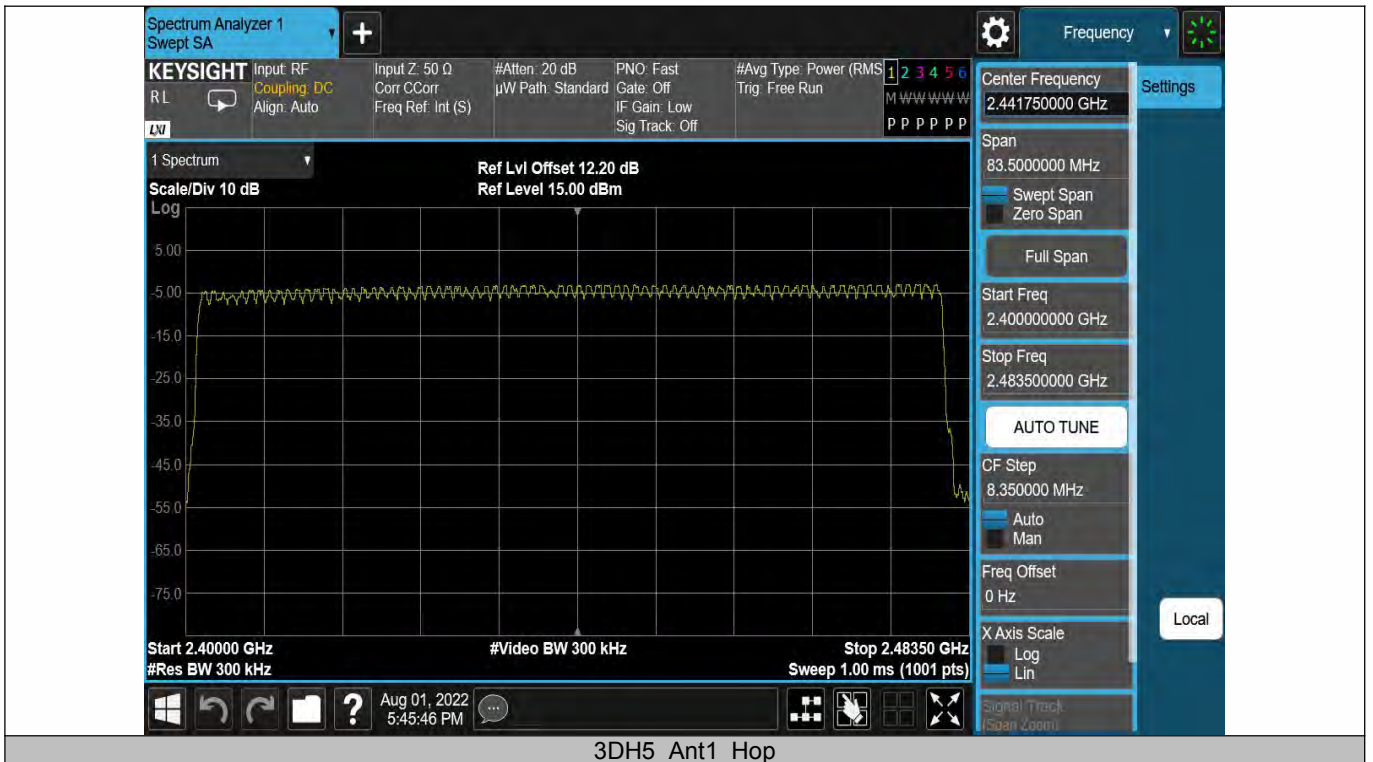 Spectrum Analyzer 1
Swept SA
+
Frequency
KEYSIGHT
RL
LXI
Input: RF
Coupling: DC
Align: Auto
Input Z: 50 Ω
Corr CCorr
Freq Ref: Int (S)
#Atten: 20 dB
µW Path: Standard
PNO: Fast
Gate: Off
IF Gain: Low
Sig Track: Off
#Avg Type: Power (RMS
Trig: Free Run
1 2 3 4 5 6
M W W W W W
P P P P P P
1 Spectrum
Scale/Div 10 dB
Ref Lvl Offset 12.20 dB
Ref Level 15.00 dBm
Log
5.00
-5.00
-15.0
-25.0
-35.0
-45.0
-55.0
-65.0
-75.0
Start 2.40000 GHz
#Video BW 300 kHz
Stop 2.48350 GHz
#Res BW 300 kHz
Sweep 1.00 ms (1001 pts)
Center Frequency
2.441750000 GHz
Settings
Span
83.5000000 MHz
Swept Span
Zero Span
Full Span
Start Freq
2.400000000 GHz
Stop Freq
2.483500000 GHz
AUTO TUNE
CF Step
8.350000 MHz
Auto
Man
Freq Offset
0 Hz
X Axis Scale
Log
Lin
Signal Track
(Span Zoom)
Local
?
Aug 01, 2022
5:45:46 PM
3DH5_Ant1_Hop